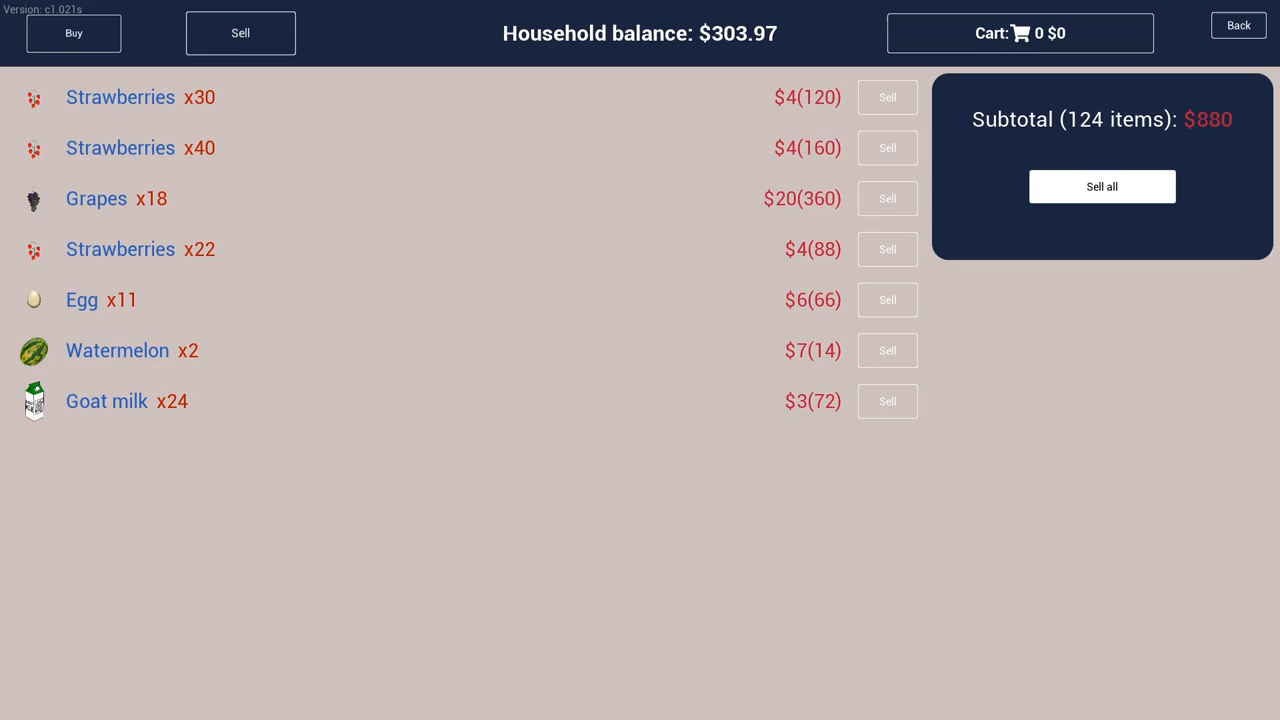 Version: c1.021s
Buy
Sell
Household balance: $303.97
Cart: 0 $0
Back
Strawberries x30 $4(120) Sell
Strawberries x40 $4(160) Sell
Grapes x18 $20(360) Sell
Strawberries x22 $4(88) Sell
Egg x11 $6(66) Sell
Watermelon x2 $7(14) Sell
Goat milk x24 $3(72) Sell
Subtotal (124 items): $880
Sell all